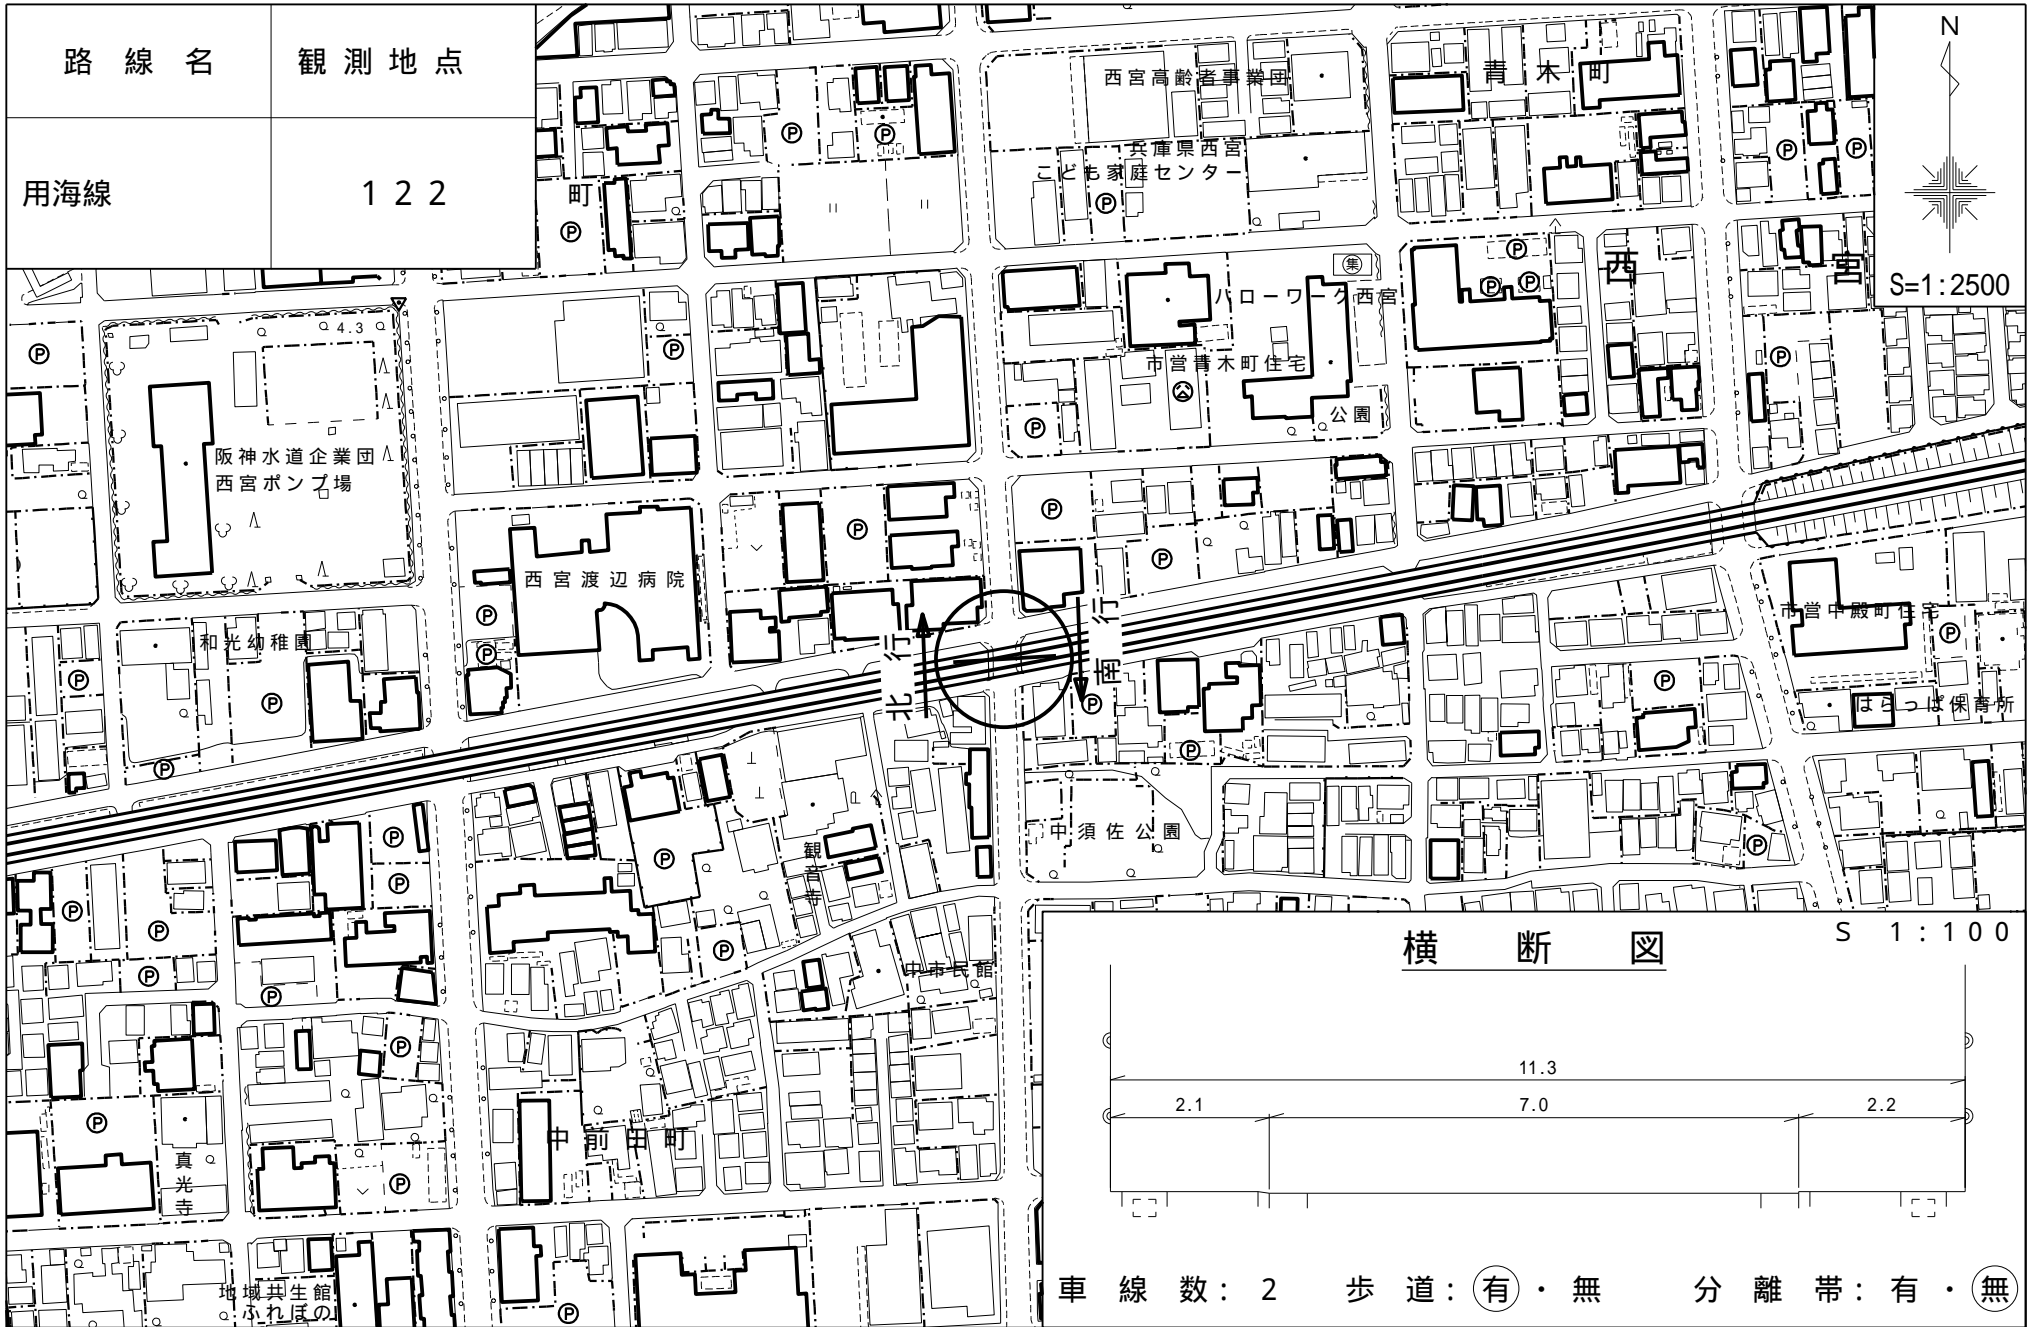 路線名 観測地点
用海線 122
N
S=1:2500
青木町
西宮高齢者事業団
兵庫県西宮
こども家庭センター
町
西宮
ハローワーク西宮
集
市営青木町住宅
公園
4.3
阪神水道企業団
西宮ポンプ場
西宮渡辺病院
和光幼稚園
北行
南行
市営中殿町住宅
はらっぱ保育所
中須佐公園
観音寺
中市民館
中前田町
真光寺
地域共生館
ふれぼの
P
横断図
S 1:100
11.3
2.1 7.0 2.2
車線数: 2 歩道: 有・無 分離帯: 有・無